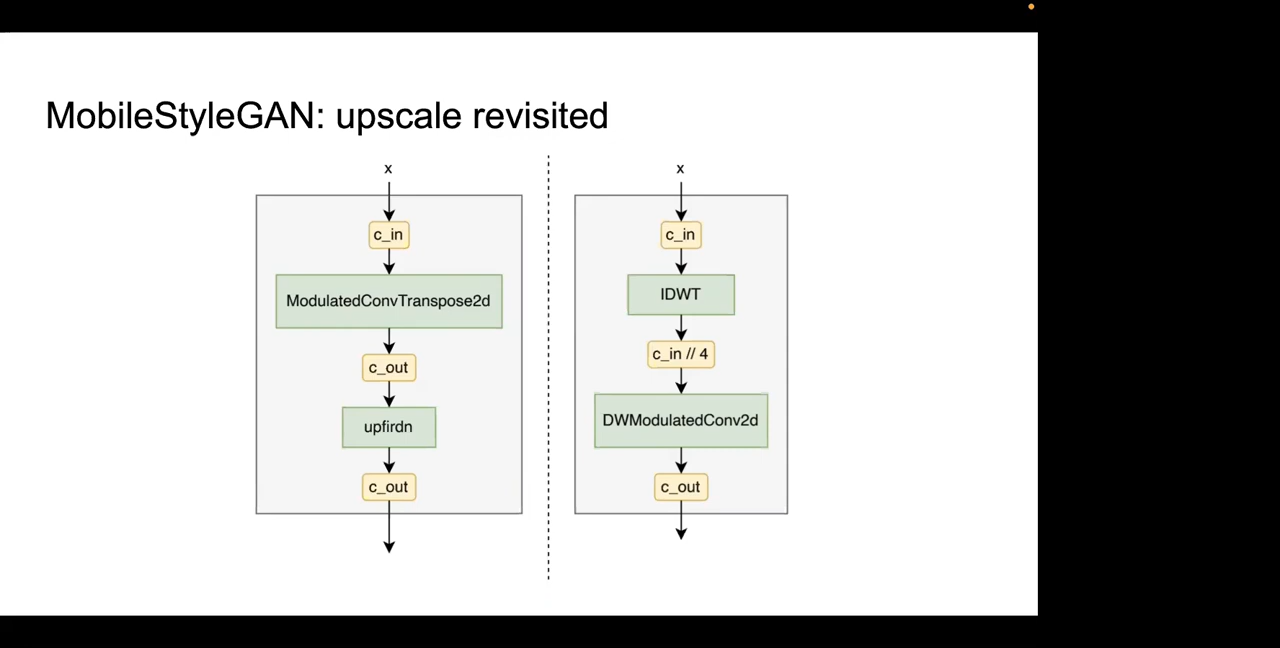 MobileStyleGAN: upscale revisited
x
c_in
ModulatedConvTranspose2d
c_out
upfirdn
c_out
x
c_in
IDWT
c_in // 4
DWModulatedConv2d
c_out